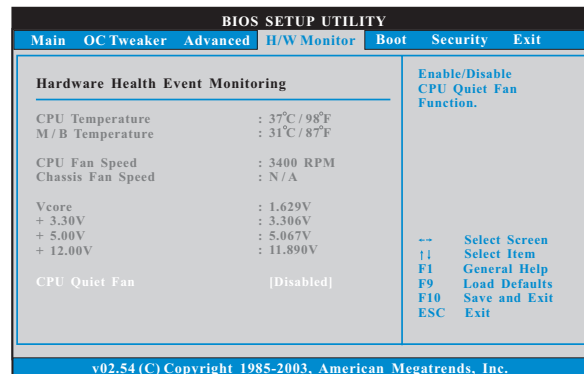 BIOS SETUP UTILITY
Main OC Tweaker Advanced H/W Monitor Boot Security Exit
Hardware Health Event Monitoring
CPU Temperature : 37°C / 98°F
M / B Temperature : 31°C / 87°F
CPU Fan Speed : 3400 RPM
Chassis Fan Speed : N / A
Vcore : 1.629V
+ 3.30V : 3.306V
+ 5.00V : 5.067V
+ 12.00V : 11.890V
CPU Quiet Fan [Disabled]
Enable/Disable
CPU Quiet Fan
Function.
←→ Select Screen
↑↓ Select Item
F1 General Help
F9 Load Defaults
F10 Save and Exit
ESC Exit
v02.54 (C) Copyright 1985-2003, American Megatrends, Inc.